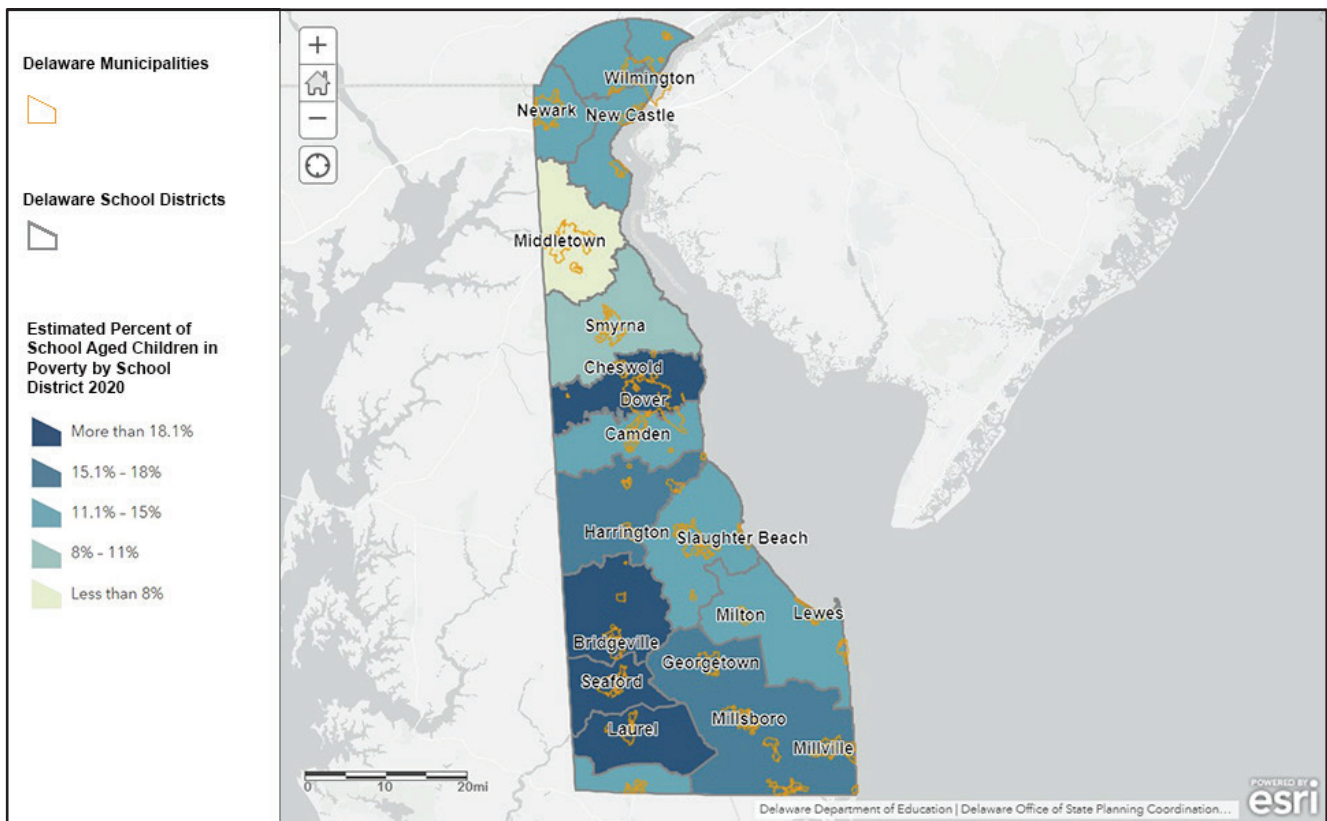 Delaware Municipalities
Delaware School Districts
Estimated Percent of
School Aged Children in
Poverty by School
District 2020
More than 18.1%
15.1% - 18%
11.1% - 15%
8% - 11%
Less than 8%
+
−
Wilmington
Newark
New Castle
Middletown
Smyrna
Cheswold
Dover
Camden
Harrington
Slaughter Beach
Milton
Lewes
Bridgeville
Georgetown
Seaford
Millsboro
Laurel
Millville
0 10 20mi
POWERED BY
esri
Delaware Department of Education | Delaware Office of State Planning Coordination...